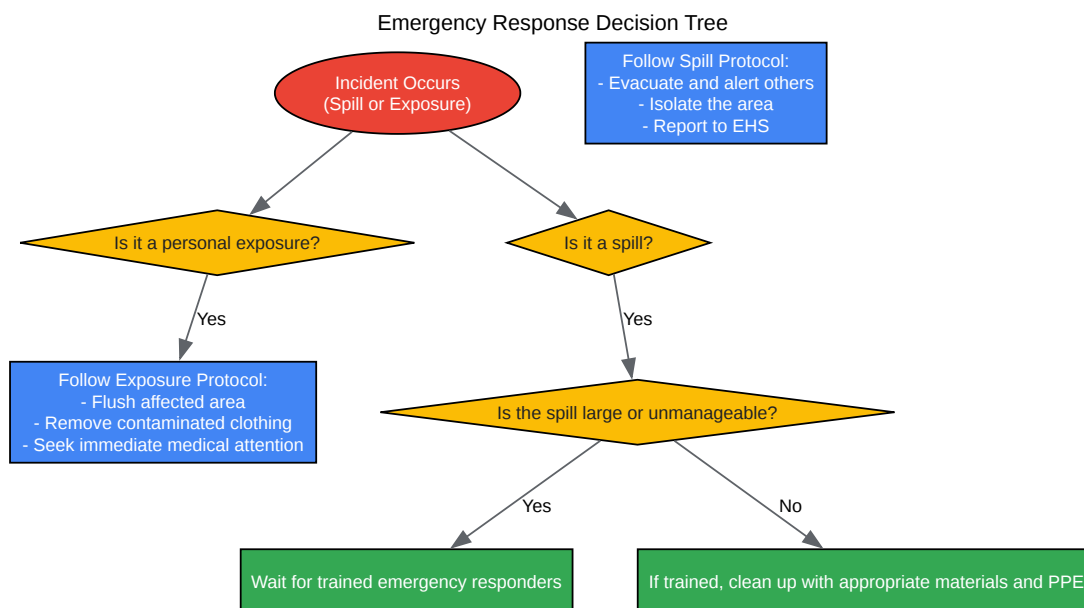 Emergency Response Decision Tree
Incident Occurs
(Spill or Exposure)
Follow Spill Protocol:
- Evacuate and alert others
- Isolate the area
- Report to EHS
Is it a personal exposure?
Is it a spill?
Yes
Yes
Follow Exposure Protocol:
- Flush affected area
- Remove contaminated clothing
- Seek immediate medical attention
Is the spill large or unmanageable?
Yes
No
Wait for trained emergency responders
If trained, clean up with appropriate materials and PPE